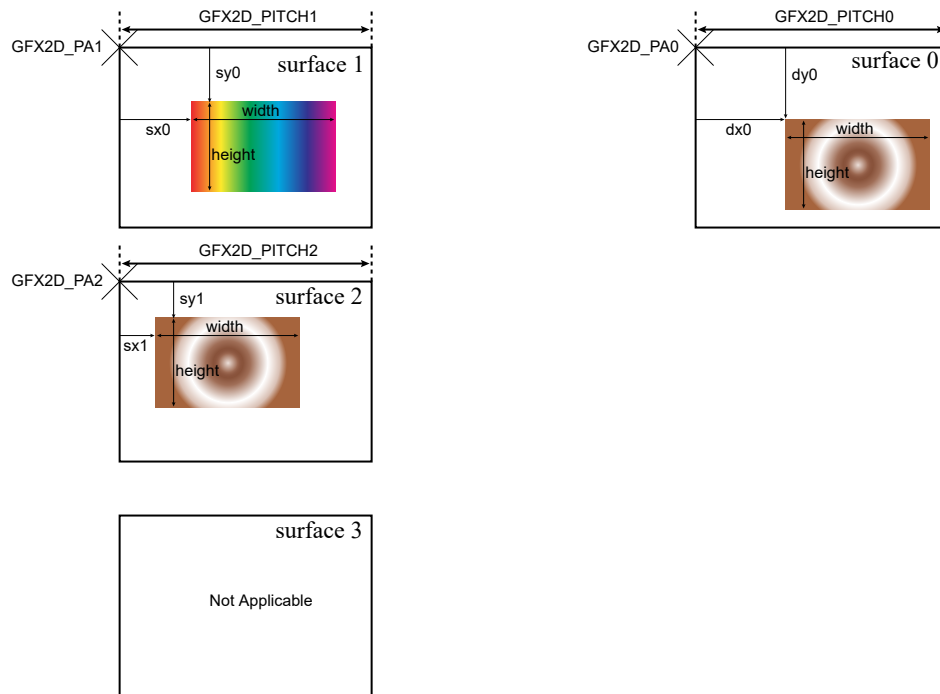 GFX2D_PITCH1
GFX2D_PA1
surface 1
sy0
width
sx0
height
GFX2D_PITCH0
GFX2D_PA0
surface 0
dy0
dx0
width
height
GFX2D_PITCH2
GFX2D_PA2
surface 2
sy1
width
sx1
height
surface 3
Not Applicable